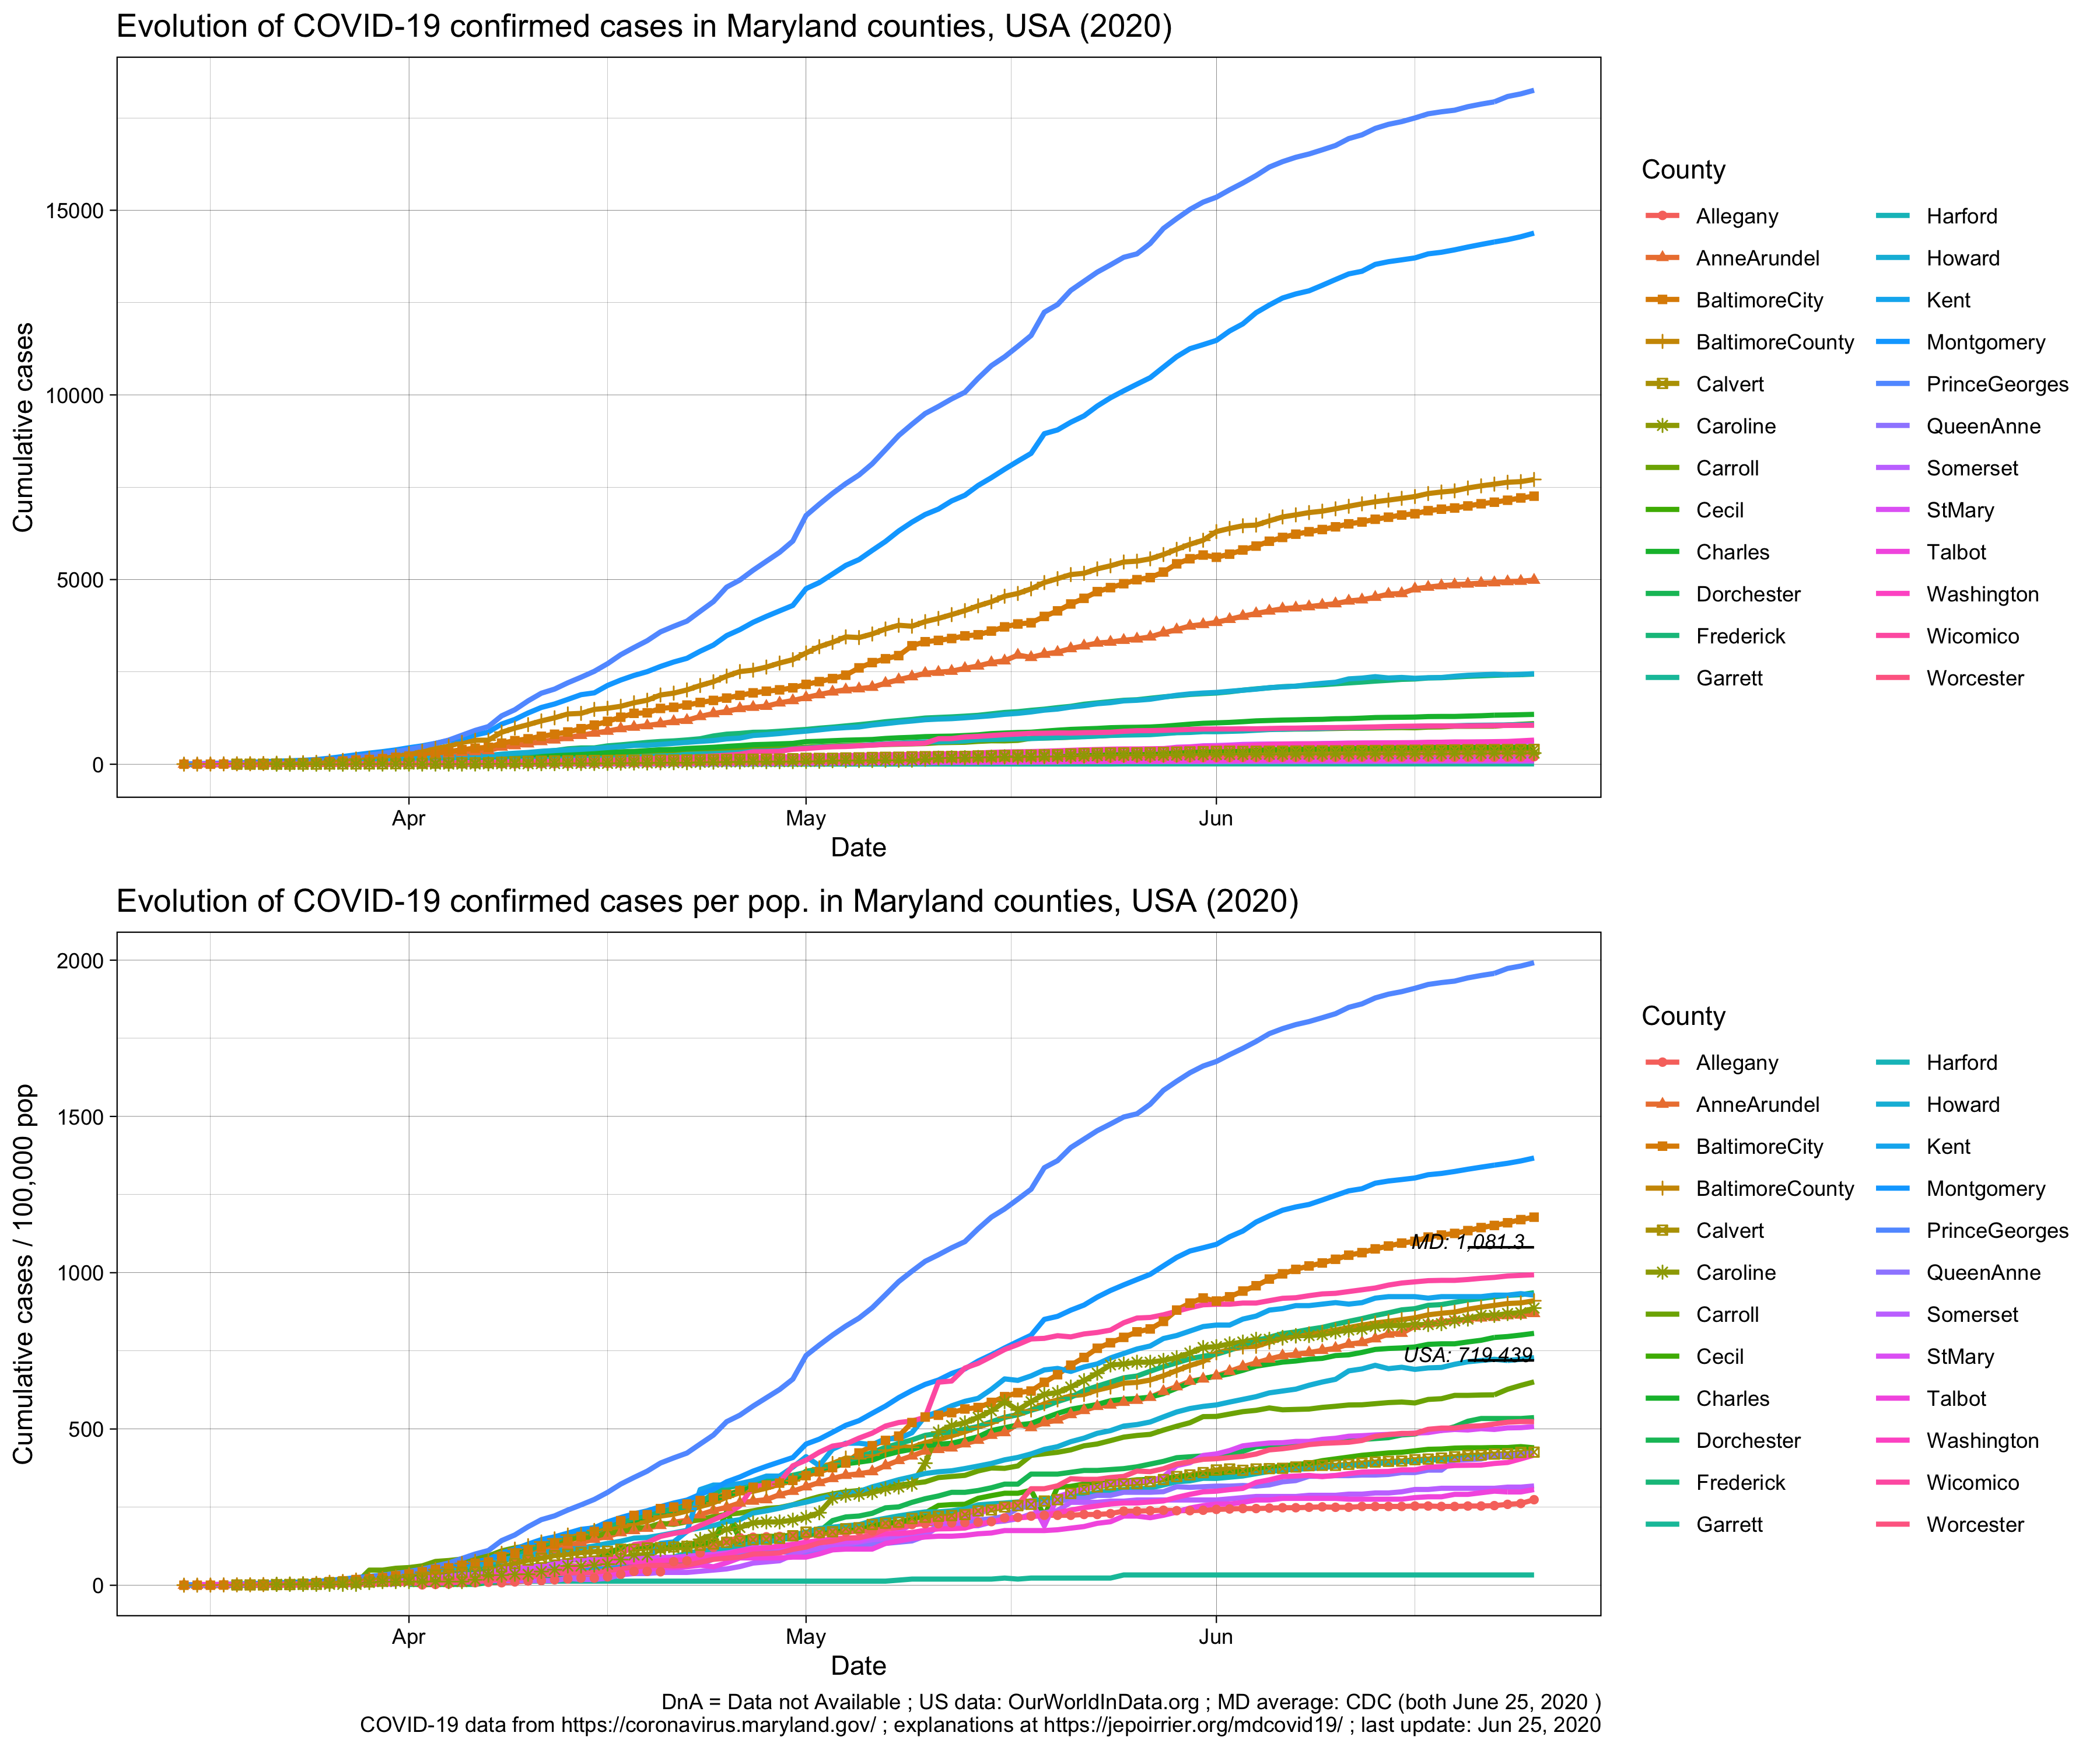 Evolution of COVID-19 confirmed cases in Maryland counties, USA (2020)
Cumulative cases
15000
10000
5000
0
Apr
May
Jun
Date
County
Allegany
AnneArundel
BaltimoreCity
BaltimoreCounty
Calvert
Caroline
Carroll
Cecil
Charles
Dorchester
Frederick
Garrett
Harford
Howard
Kent
Montgomery
PrinceGeorges
QueenAnne
Somerset
StMary
Talbot
Washington
Wicomico
Worcester
Evolution of COVID-19 confirmed cases per pop. in Maryland counties, USA (2020)
Cumulative cases / 100,000 pop
2000
1500
1000
500
0
MD: 1,081.3
USA: 719.439
Apr
May
Jun
Date
County
Allegany
AnneArundel
BaltimoreCity
BaltimoreCounty
Calvert
Caroline
Carroll
Cecil
Charles
Dorchester
Frederick
Garrett
Harford
Howard
Kent
Montgomery
PrinceGeorges
QueenAnne
Somerset
StMary
Talbot
Washington
Wicomico
Worcester
DnA = Data not Available ; US data: OurWorldInData.org ; MD average: CDC (both June 25, 2020 )
COVID-19 data from https://coronavirus.maryland.gov/ ; explanations at https://jepoirrier.org/mdcovid19/ ; last update: Jun 25, 2020